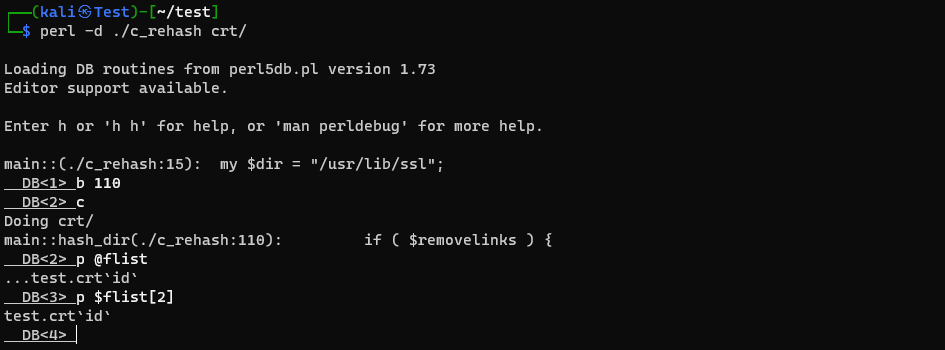 ┌──(kali㉿Test)-[~/test]
└─$ perl -d ./c_rehash crt/
Loading DB routines from perl5db.pl version 1.73
Editor support available.
Enter h or 'h h' for help, or 'man perldebug' for more help.
main::(./c_rehash:15):  my $dir = "/usr/lib/ssl";
  DB<1> b 110
  DB<2> c
Doing crt/
main::hash_dir(./c_rehash:110):         if ( $removelinks ) {
  DB<2> p @flist
...test.crt`id`
  DB<3> p $flist[2]
test.crt`id`
  DB<4>